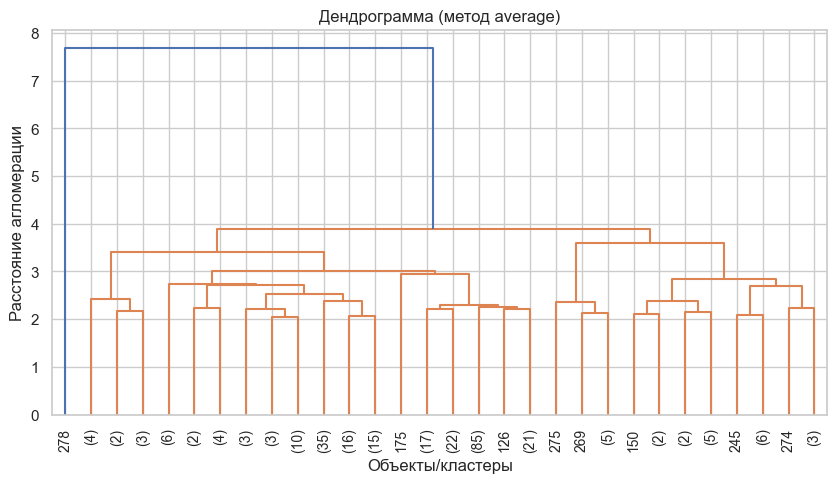 Дендрограмма (метод average)
Расстояние агломерации
8
7
6
5
4
3
2
1
0
278 (4) (2) (3) (6) (2) (4) (3) (3) (10) (35) (16) (15) 175 (17) (22) (85) 126 (21) 275 269 (5) 150 (2) (2) (5) 245 (6) 274 (3)
Объекты/кластеры